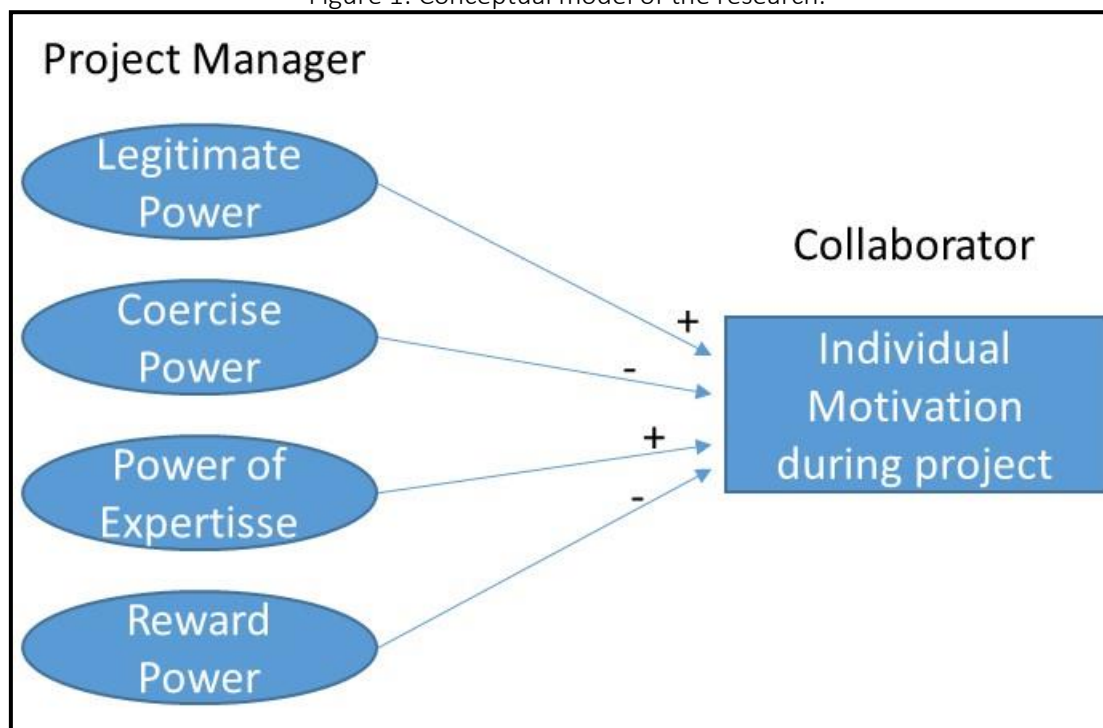 Figure 1: Conceptual model of the research.
Project Manager
Legitimate
Power
Coercise
Power
Power of
Expertisse
Reward
Power
+
-
+
-
Collaborator
Individual
Motivation
during project